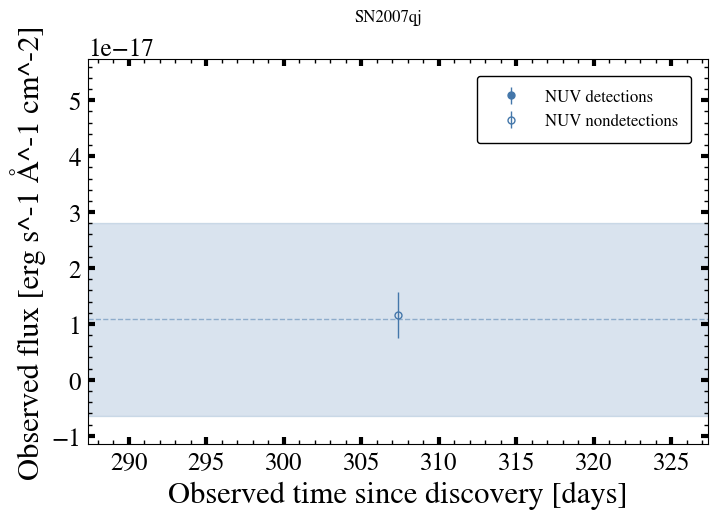 SN2007qj
1e−17
Observed flux [erg s^-1 Å^-1 cm^-2]
5
4
3
2
1
0
−1
NUV detections
NUV nondetections
290 295 300 305 310 315 320 325
Observed time since discovery [days]